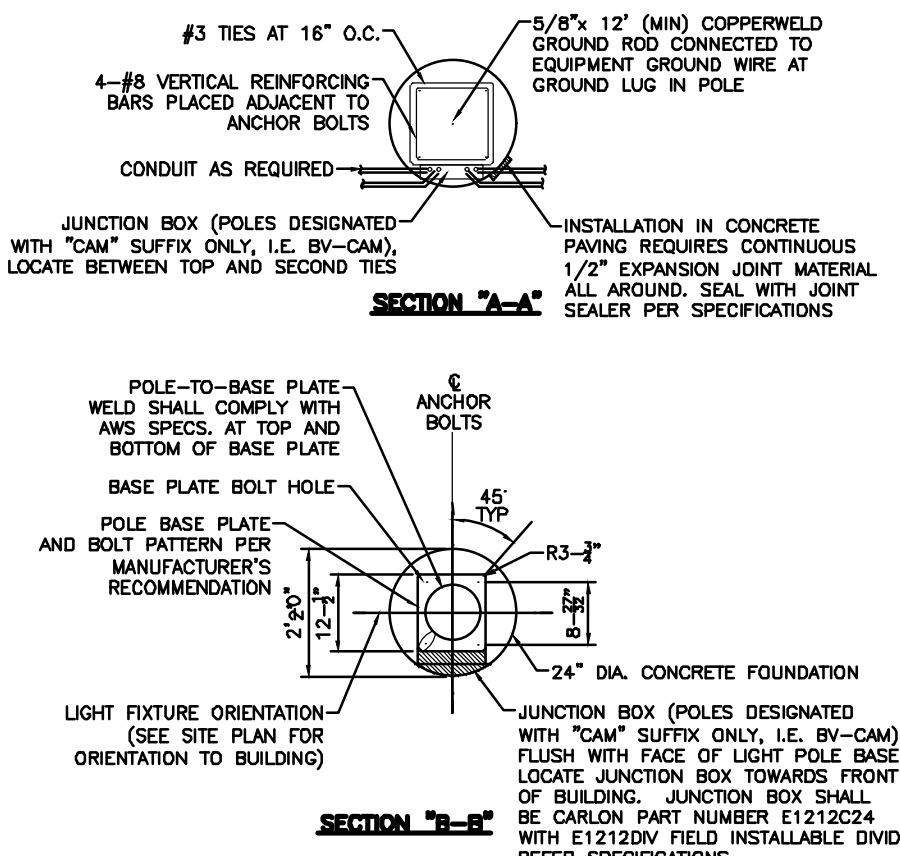 #3 TIES AT 16" O.C.
5/8"x 12' (MIN) COPPERWELD
GROUND ROD CONNECTED TO
EQUIPMENT GROUND WIRE AT
GROUND LUG IN POLE
4-#8 VERTICAL REINFORCING
BARS PLACED ADJACENT TO
ANCHOR BOLTS
CONDUIT AS REQUIRED
JUNCTION BOX (POLES DESIGNATED
WITH "CAM" SUFFIX ONLY, I.E. BV-CAM),
LOCATE BETWEEN TOP AND SECOND TIES
INSTALLATION IN CONCRETE
PAVING REQUIRES CONTINUOUS
1/2" EXPANSION JOINT MATERIAL
ALL AROUND. SEAL WITH JOINT
SEALER PER SPECIFICATIONS
SECTION "A-A"
POLE-TO-BASE PLATE
WELD SHALL COMPLY WITH
AWS SPECS. AT TOP AND
BOTTOM OF BASE PLATE
℄
ANCHOR
BOLTS
BASE PLATE BOLT HOLE
45°
TYP
POLE BASE PLATE
AND BOLT PATTERN PER
MANUFACTURER'S
RECOMMENDATION
R3-3/4"
12-1/2"
8-27/32"
24" DIA. CONCRETE FOUNDATION
LIGHT FIXTURE ORIENTATION
(SEE SITE PLAN FOR
ORIENTATION TO BUILDING)
JUNCTION BOX (POLES DESIGNATED
WITH "CAM" SUFFIX ONLY, I.E. BV-CAM)
FLUSH WITH FACE OF LIGHT POLE BASE
LOCATE JUNCTION BOX TOWARDS FRONT
OF BUILDING. JUNCTION BOX SHALL
BE CARLON PART NUMBER E1212C24
WITH E1212DIV FIELD INSTALLABLE DIVID
REFER SPECIFICATIONS
SECTION "B-B"